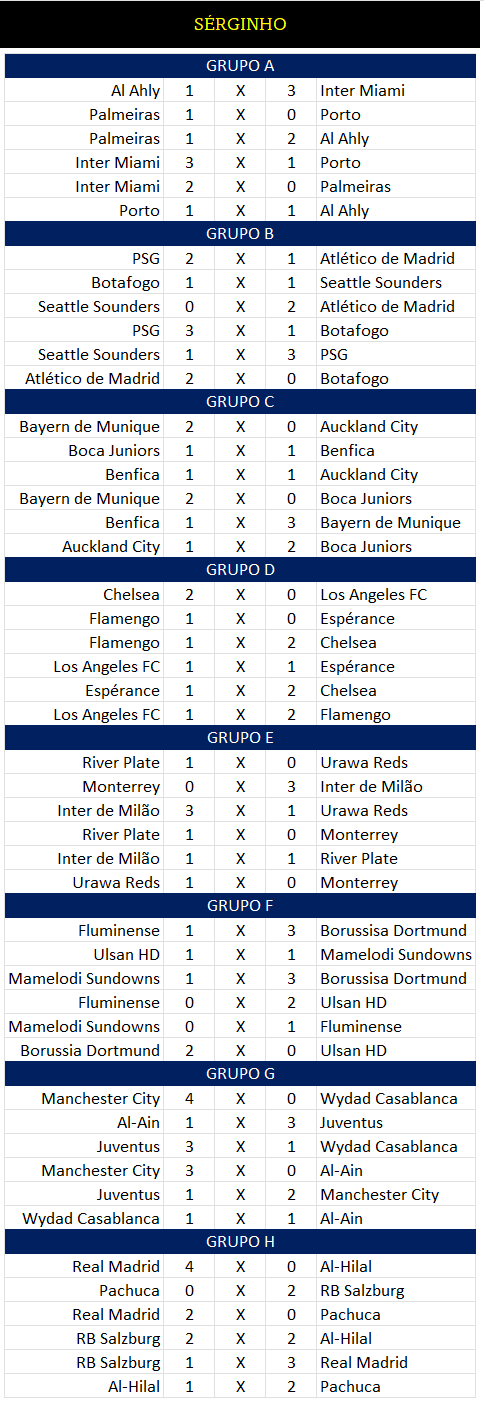 SÉRGINHO
GRUPO A
Al Ahly 1 X 3 Inter Miami
Palmeiras 1 X 0 Porto
Palmeiras 1 X 2 Al Ahly
Inter Miami 3 X 1 Porto
Inter Miami 2 X 0 Palmeiras
Porto 1 X 1 Al Ahly
GRUPO B
PSG 2 X 1 Atlético de Madrid
Botafogo 1 X 1 Seattle Sounders
Seattle Sounders 0 X 2 Atlético de Madrid
PSG 3 X 1 Botafogo
Seattle Sounders 1 X 3 PSG
Atlético de Madrid 2 X 0 Botafogo
GRUPO C
Bayern de Munique 2 X 0 Auckland City
Boca Juniors 1 X 1 Benfica
Benfica 1 X 1 Auckland City
Bayern de Munique 2 X 0 Boca Juniors
Benfica 1 X 3 Bayern de Munique
Auckland City 1 X 2 Boca Juniors
GRUPO D
Chelsea 2 X 0 Los Angeles FC
Flamengo 1 X 0 Espérance
Flamengo 1 X 2 Chelsea
Los Angeles FC 1 X 1 Espérance
Espérance 1 X 2 Chelsea
Los Angeles FC 1 X 2 Flamengo
GRUPO E
River Plate 1 X 0 Urawa Reds
Monterrey 0 X 3 Inter de Milão
Inter de Milão 3 X 1 Urawa Reds
River Plate 1 X 0 Monterrey
Inter de Milão 1 X 1 River Plate
Urawa Reds 1 X 0 Monterrey
GRUPO F
Fluminense 1 X 3 Borussisa Dortmund
Ulsan HD 1 X 1 Mamelodi Sundowns
Mamelodi Sundowns 1 X 3 Borussisa Dortmund
Fluminense 0 X 2 Ulsan HD
Mamelodi Sundowns 0 X 1 Fluminense
Borussia Dortmund 2 X 0 Ulsan HD
GRUPO G
Manchester City 4 X 0 Wydad Casablanca
Al-Ain 1 X 3 Juventus
Juventus 3 X 1 Wydad Casablanca
Manchester City 3 X 0 Al-Ain
Juventus 1 X 2 Manchester City
Wydad Casablanca 1 X 1 Al-Ain
GRUPO H
Real Madrid 4 X 0 Al-Hilal
Pachuca 0 X 2 RB Salzburg
Real Madrid 2 X 0 Pachuca
RB Salzburg 2 X 2 Al-Hilal
RB Salzburg 1 X 3 Real Madrid
Al-Hilal 1 X 2 Pachuca